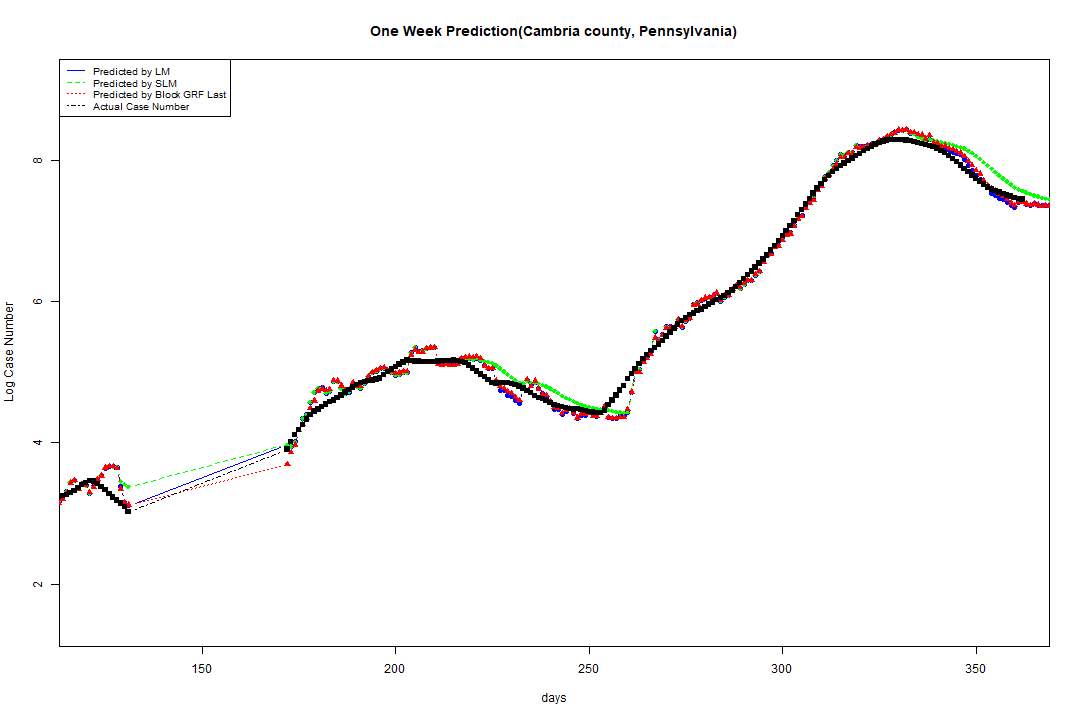 One Week Prediction(Cambria county, Pennsylvania)
Predicted by LM
Predicted by SLM
Predicted by Block GRF Last
Actual Case Number
Log Case Number
8
6
4
2
150 200 250 300 350
days